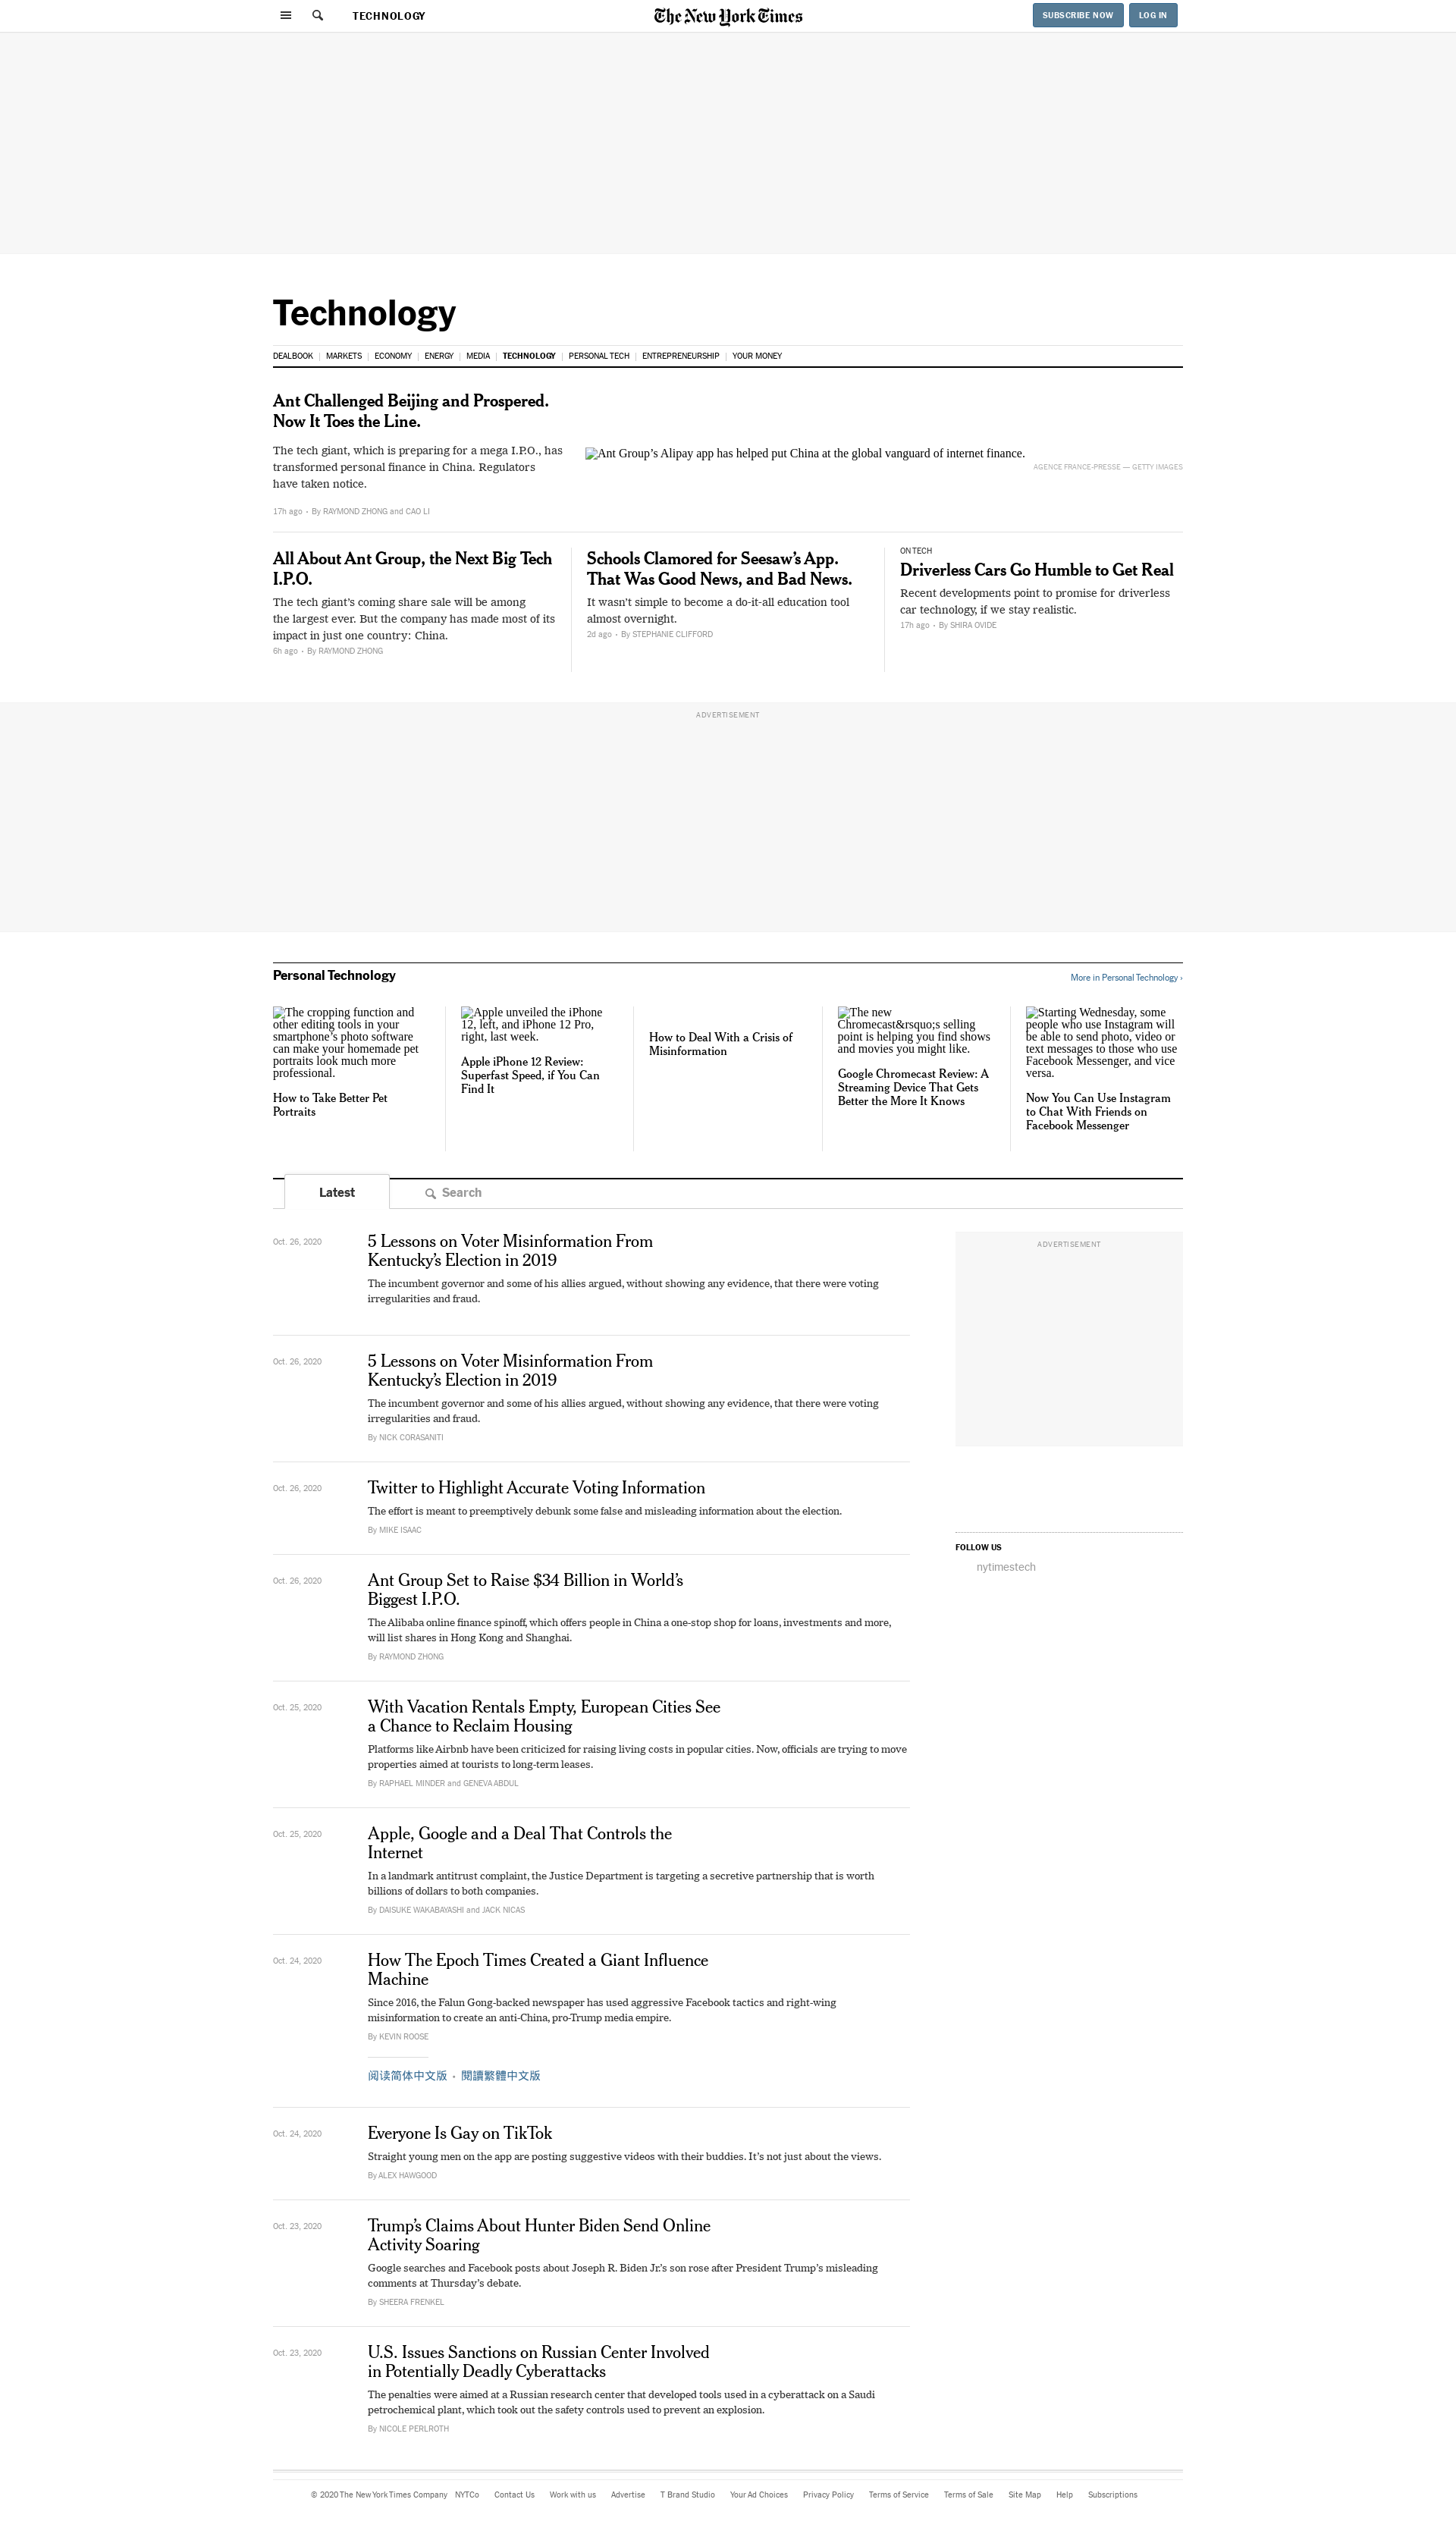 TECHNOLOGY
The New York Times
SUBSCRIBE NOW
LOG IN
Technology
DEALBOOK | MARKETS | ECONOMY | ENERGY | MEDIA | TECHNOLOGY | PERSONAL TECH | ENTREPRENEURSHIP | YOUR MONEY
Ant Challenged Beijing and Prospered.
Now It Toes the Line.
The tech giant, which is preparing for a mega I.P.O., has
transformed personal finance in China. Regulators
have taken notice.
17h ago • By RAYMOND ZHONG and CAO LI
Ant Group’s Alipay app has helped put China at the global vanguard of internet finance.
AGENCE FRANCE-PRESSE — GETTY IMAGES
All About Ant Group, the Next Big Tech
I.P.O.
The tech giant’s coming share sale will be among
the largest ever. But the company has made most of its
impact in just one country: China.
6h ago • By RAYMOND ZHONG
Schools Clamored for Seesaw’s App.
That Was Good News, and Bad News.
It wasn’t simple to become a do-it-all education tool
almost overnight.
2d ago • By STEPHANIE CLIFFORD
ON TECH
Driverless Cars Go Humble to Get Real
Recent developments point to promise for driverless
car technology, if we stay realistic.
17h ago • By SHIRA OVIDE
ADVERTISEMENT
Personal Technology
More in Personal Technology ›
The cropping function and
other editing tools in your
smartphone’s photo software
can make your homemade pet
portraits look much more
professional.
How to Take Better Pet
Portraits
Apple unveiled the iPhone
12, left, and iPhone 12 Pro,
right, last week.
Apple iPhone 12 Review:
Superfast Speed, if You Can
Find It
How to Deal With a Crisis of
Misinformation
The new
Chromecast&rsquo;s selling
point is helping you find shows
and movies you might like.
Google Chromecast Review: A
Streaming Device That Gets
Better the More It Knows
Starting Wednesday, some
people who use Instagram will
be able to send photo, video or
text messages to those who use
Facebook Messenger, and vice
versa.
Now You Can Use Instagram
to Chat With Friends on
Facebook Messenger
Latest
Search
Oct. 26, 2020
5 Lessons on Voter Misinformation From
Kentucky’s Election in 2019
The incumbent governor and some of his allies argued, without showing any evidence, that there were voting
irregularities and fraud.
ADVERTISEMENT
Oct. 26, 2020
5 Lessons on Voter Misinformation From
Kentucky’s Election in 2019
The incumbent governor and some of his allies argued, without showing any evidence, that there were voting
irregularities and fraud.
By NICK CORASANITI
Oct. 26, 2020
Twitter to Highlight Accurate Voting Information
The effort is meant to preemptively debunk some false and misleading information about the election.
By MIKE ISAAC
FOLLOW US
nytimestech
Oct. 26, 2020
Ant Group Set to Raise $34 Billion in World’s
Biggest I.P.O.
The Alibaba online finance spinoff, which offers people in China a one-stop shop for loans, investments and more,
will list shares in Hong Kong and Shanghai.
By RAYMOND ZHONG
Oct. 25, 2020
With Vacation Rentals Empty, European Cities See
a Chance to Reclaim Housing
Platforms like Airbnb have been criticized for raising living costs in popular cities. Now, officials are trying to move
properties aimed at tourists to long-term leases.
By RAPHAEL MINDER and GENEVA ABDUL
Oct. 25, 2020
Apple, Google and a Deal That Controls the
Internet
In a landmark antitrust complaint, the Justice Department is targeting a secretive partnership that is worth
billions of dollars to both companies.
By DAISUKE WAKABAYASHI and JACK NICAS
Oct. 24, 2020
How The Epoch Times Created a Giant Influence
Machine
Since 2016, the Falun Gong-backed newspaper has used aggressive Facebook tactics and right-wing
misinformation to create an anti-China, pro-Trump media empire.
By KEVIN ROOSE
阅读简体中文版 • 閱讀繁體中文版
Oct. 24, 2020
Everyone Is Gay on TikTok
Straight young men on the app are posting suggestive videos with their buddies. It’s not just about the views.
By ALEX HAWGOOD
Oct. 23, 2020
Trump’s Claims About Hunter Biden Send Online
Activity Soaring
Google searches and Facebook posts about Joseph R. Biden Jr.’s son rose after President Trump’s misleading
comments at Thursday’s debate.
By SHEERA FRENKEL
Oct. 23, 2020
U.S. Issues Sanctions on Russian Center Involved
in Potentially Deadly Cyberattacks
The penalties were aimed at a Russian research center that developed tools used in a cyberattack on a Saudi
petrochemical plant, which took out the safety controls used to prevent an explosion.
By NICOLE PERLROTH
© 2020 The New York Times Company NYTCo Contact Us Work with us Advertise T Brand Studio Your Ad Choices Privacy Policy Terms of Service Terms of Sale Site Map Help Subscriptions